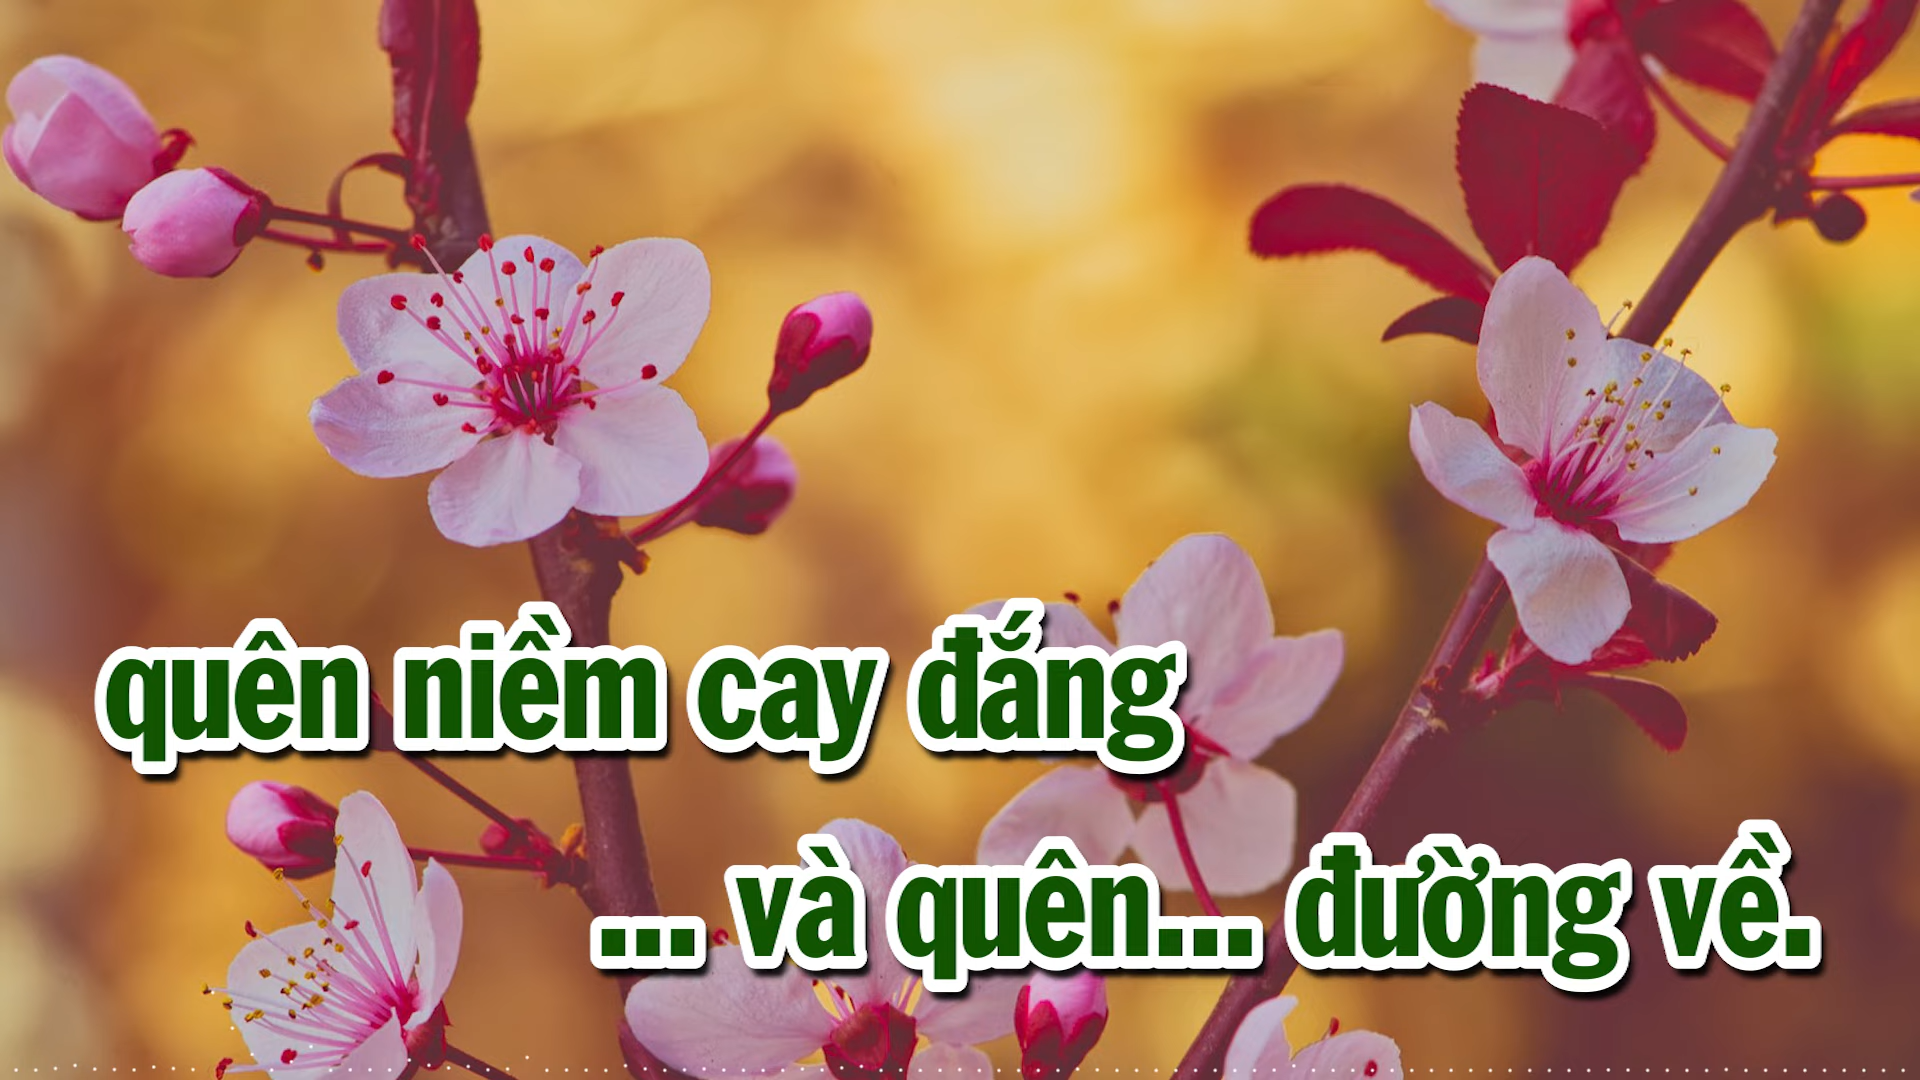 quên niềm cay đắng
... và quên... đường về.